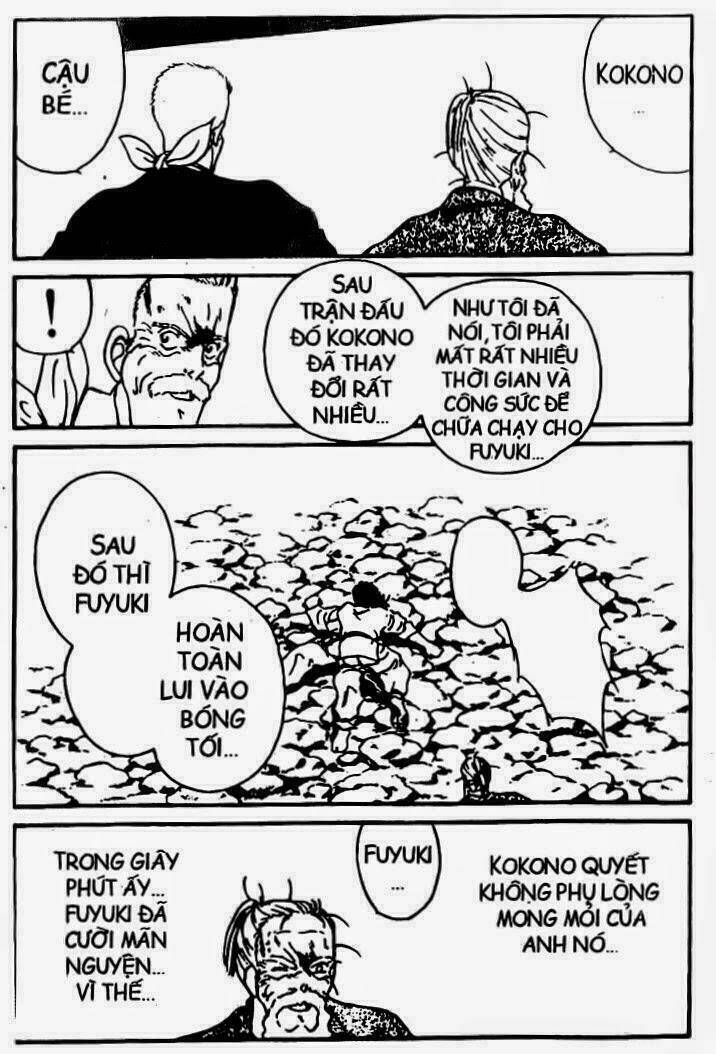 KOKONO
...
CẬU
BÉ...
NHƯ TÔI ĐÃ
NÓI, TÔI PHẢI
MẤT RẤT NHIỀU
THỜI GIAN VÀ
CÔNG SỨC ĐỂ
CHỮA CHẠY CHO
FUYUKI...
SAU
TRẬN ĐẤU
ĐÓ KOKONO
ĐÃ THAY
ĐỔI RẤT
NHIỀU...
!
SAU
ĐÓ THÌ
FUYUKI
HOÀN
TOÀN
LUI VÀO
BÓNG
TỐI...
KOKONO QUYẾT
KHÔNG PHỤ LÒNG
MONG MỎI CỦA
ANH NÓ...
FUYUKI
...
TRONG GIÂY
PHÚT ẤY...
FUYUKI ĐÃ
CƯỜI MÃN
NGUYỆN...
VÌ THẾ...